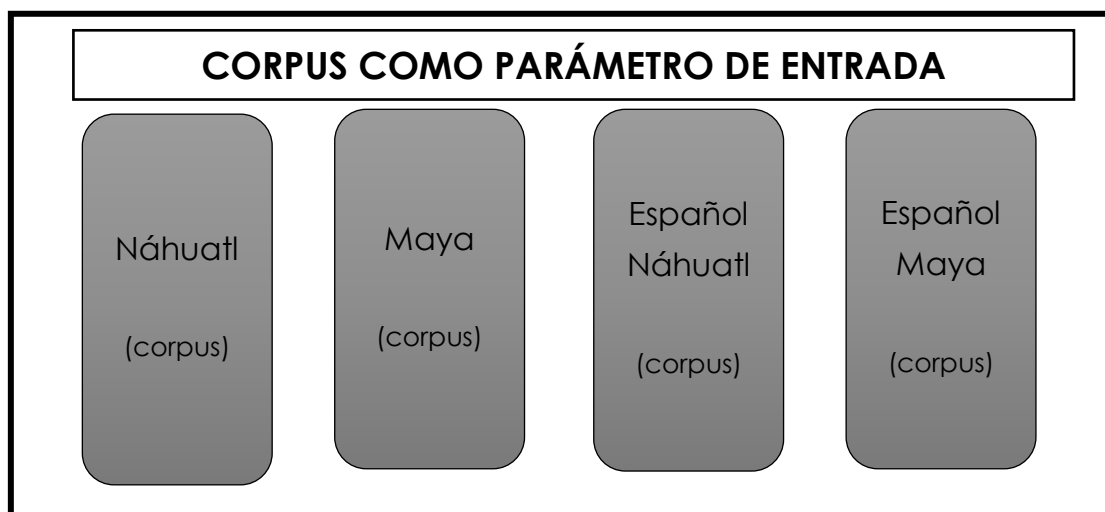 CORPUS COMO PARÁMETRO DE ENTRADA
Náhuatl
(corpus)
Maya
(corpus)
Español
Náhuatl
(corpus)
Español
Maya
(corpus)